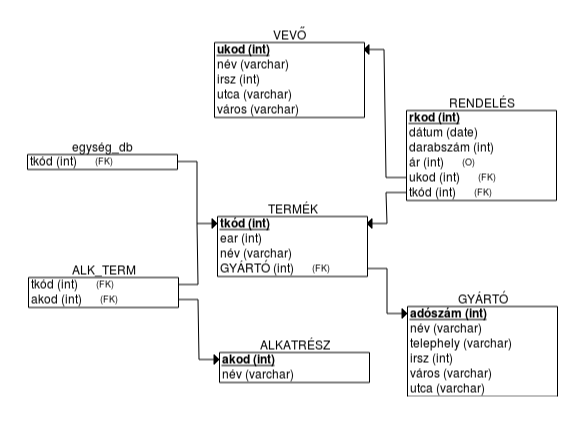 VEVŐ
ukod (int)
név (varchar)
irsz (int)
utca (varchar)
város (varchar)
RENDELÉS
rkod (int)
dátum (date)
darabszám (int)
ár (int) (O)
ukod (int) (FK)
tkód (int) (FK)
egység_db
tkód (int) (FK)
TERMÉK
tkód (int)
ear (int)
név (varchar)
GYÁRTÓ (int) (FK)
ALK_TERM
tkód (int) (FK)
akod (int) (FK)
GYÁRTÓ
adószám (int)
név (varchar)
telephely (varchar)
irsz (int)
város (varchar)
utca (varchar)
ALKATRÉSZ
akod (int)
név (varchar)